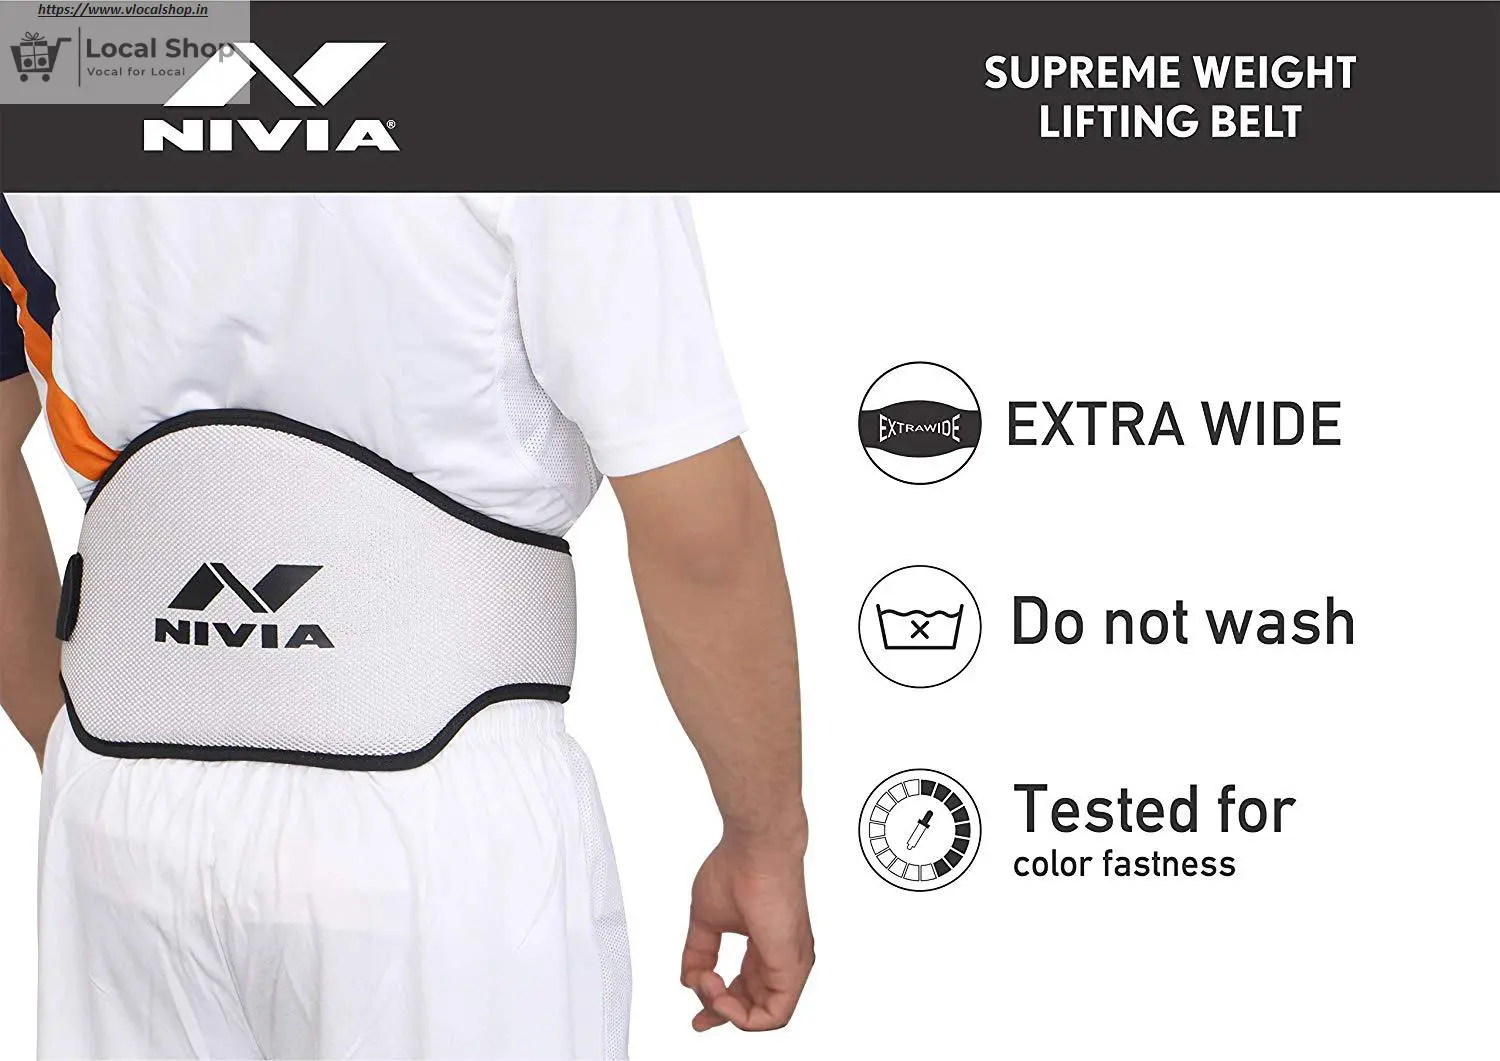 https://www.vlocalshop.in
Local Shop
Vocal for Local
NIVIA®
SUPREME WEIGHT
LIFTING BELT
EXTRAWIDE
EXTRA WIDE
NIVIA
Do not wash
Tested for
color fastness